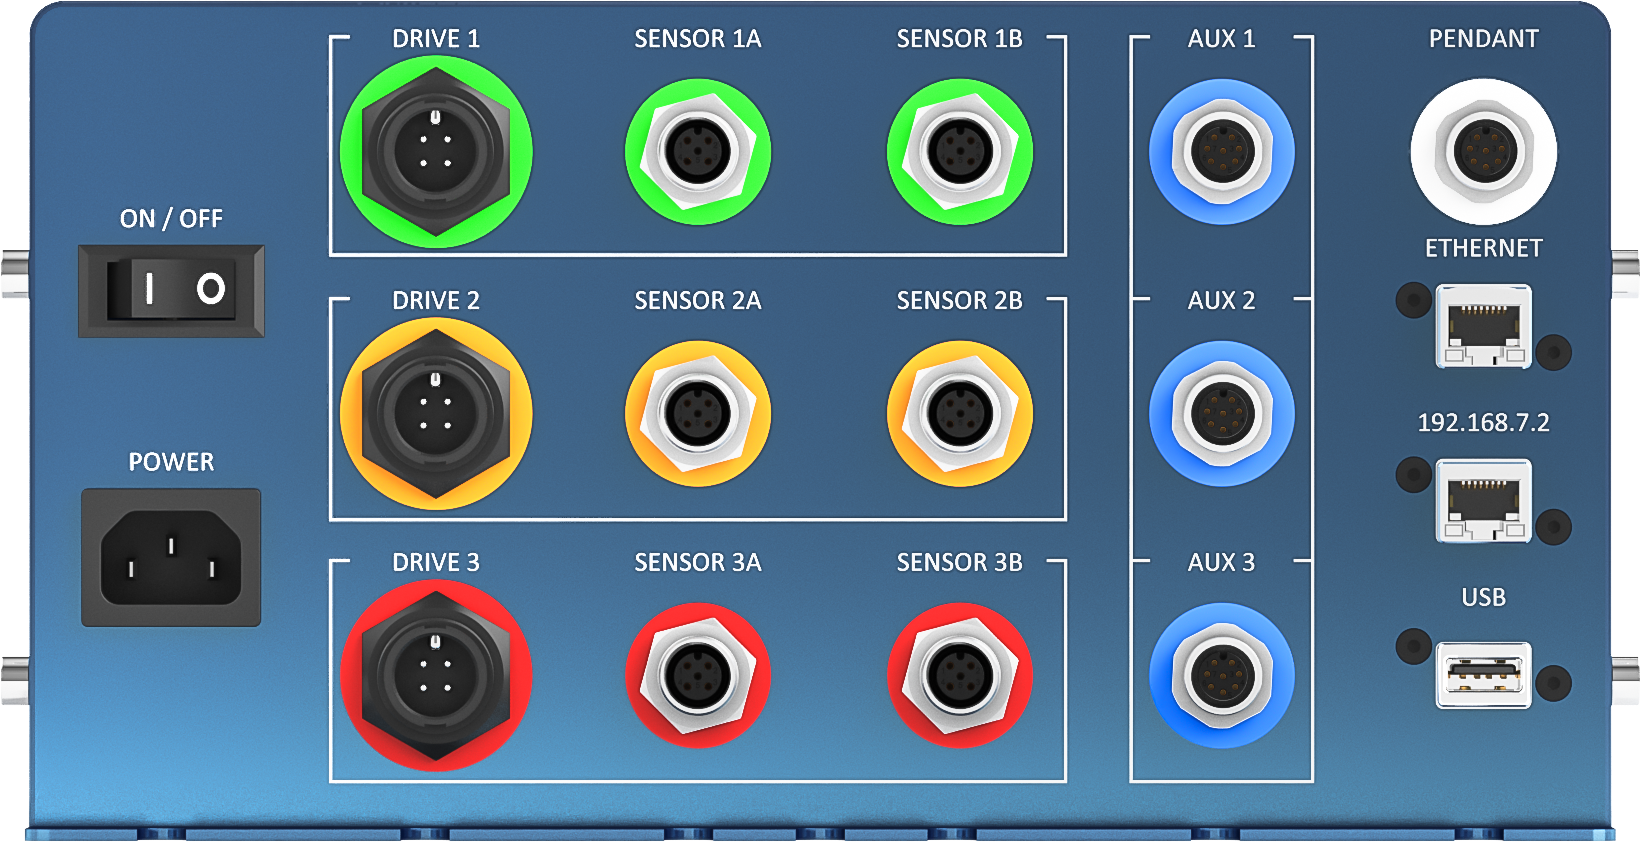 DRIVE 1
SENSOR 1A
SENSOR 1B
AUX 1
PENDANT
ON / OFF
I O
ETHERNET
DRIVE 2
SENSOR 2A
SENSOR 2B
AUX 2
192.168.7.2
POWER
DRIVE 3
SENSOR 3A
SENSOR 3B
AUX 3
USB